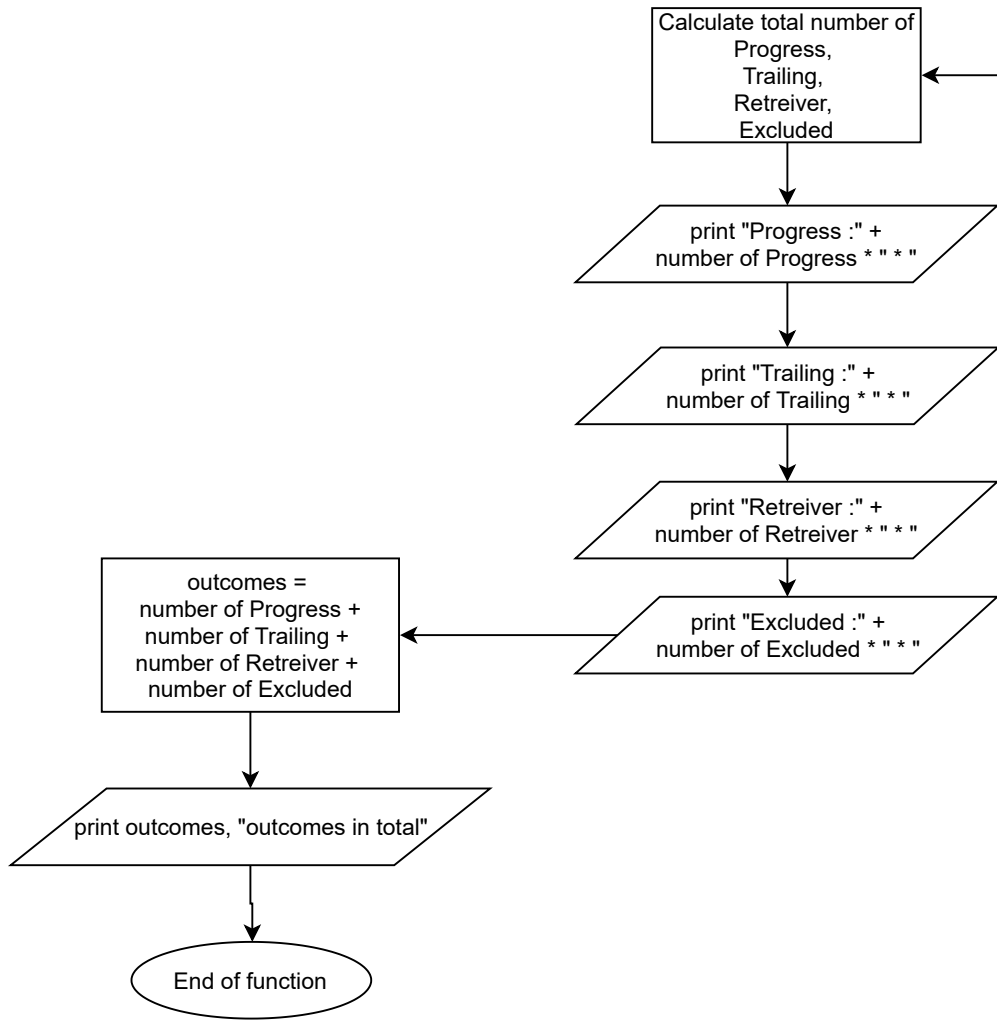 Calculate total number of
Progress,
Trailing,
Retreiver,
Excluded
print "Progress :" +
number of Progress * " * "
print "Trailing :" +
number of Trailing * " * "
print "Retreiver :" +
number of Retreiver * " * "
print "Excluded :" +
number of Excluded * " * "
outcomes =
number of Progress +
number of Trailing +
number of Retreiver +
number of Excluded
print outcomes, "outcomes in total"
End of function